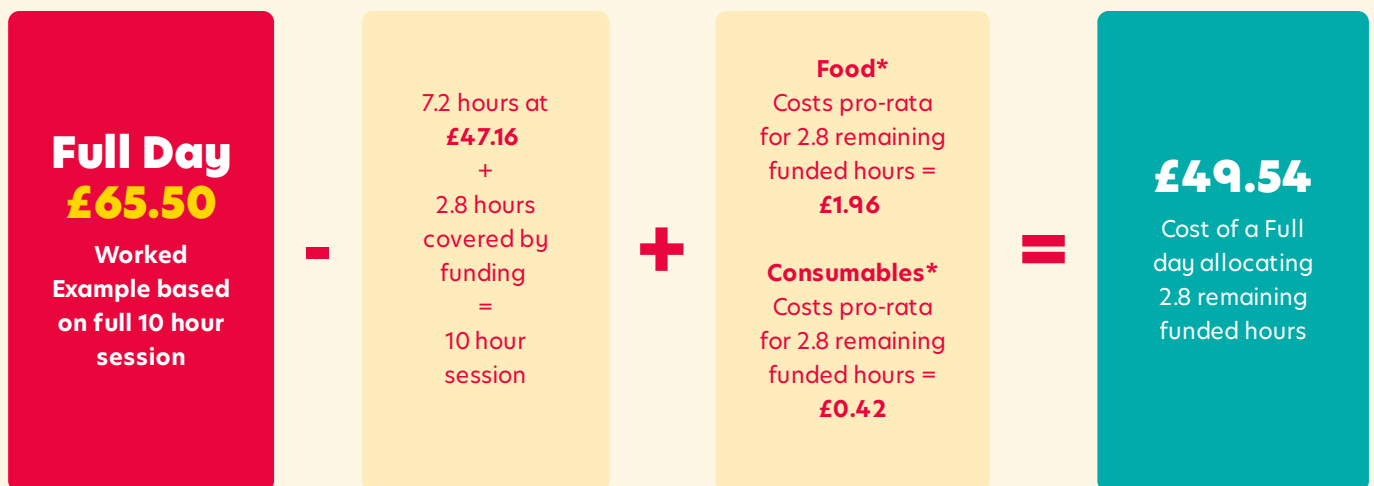 Full Day
£65.50
Worked
Example based
on full 10 hour
session
-
7.2 hours at
£47.16
+
2.8 hours
covered by
funding
=
10 hour
session
+
Food*
Costs pro-rata
for 2.8 remaining
funded hours =
£1.96
Consumables*
Costs pro-rata
for 2.8 remaining
funded hours =
£0.42
=
£49.54
Cost of a Full
day allocating
2.8 remaining
funded hours